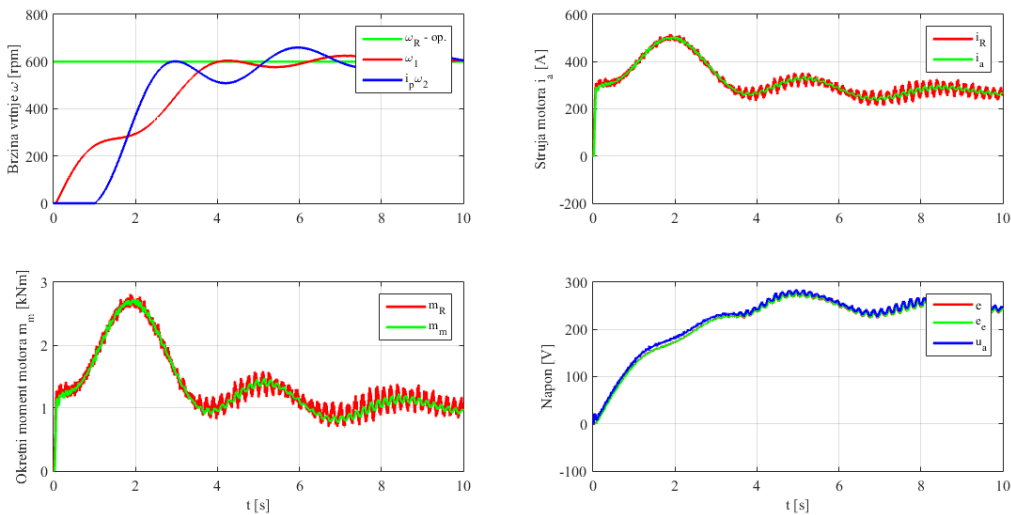 800
600
400
200
0
Brzina vrtnje ω [rpm]
ω_R - op.
ω_1
i_p ω_2
0 2 4 6 8 10
600
400
200
0
-200
Struja motora i_a [A]
i_R
i_a
0 2 4 6 8 10
3
2
1
0
Okretni moment motora m_m [kNm]
m_R
m_m
0 2 4 6 8 10
t [s]
300
200
100
0
-100
Napon [V]
e
e_e
u_a
0 2 4 6 8 10
t [s]